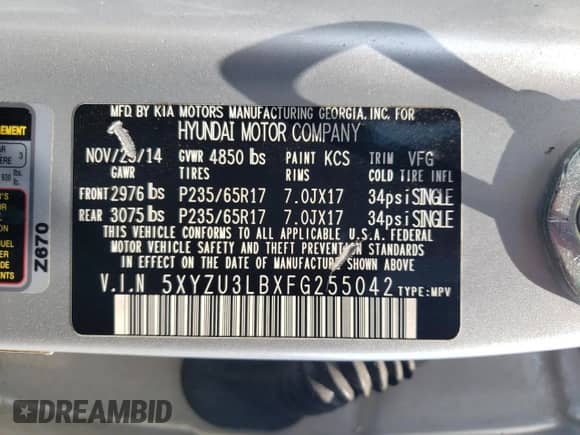 MFD. BY KIA MOTORS MANUFACTURING GEORGIA, INC. FOR
HYUNDAI MOTOR COMPANY
NOV/25/14 GVWR 4850 lbs PAINT KCS TRIM VFG
GAWR TIRES RIMS COLD TIRE INFL
FRONT 2976 lbs P235/65R17 7.0JX17 34psi SINGLE
REAR 3075 lbs P235/65R17 7.0JX17 34psi SINGLE
THIS VEHICLE CONFORMS TO ALL APPLICABLE U.S.A. FEDERAL
MOTOR VEHICLE SAFETY AND THEFT PREVENTION STANDARDS
IN EFFECT ON THE DATE OF MANUFACTURE SHOWN ABOVE
V.I.N 5XYZU3LBXFG255042 TYPE: MPV
Z670
DREAMBID